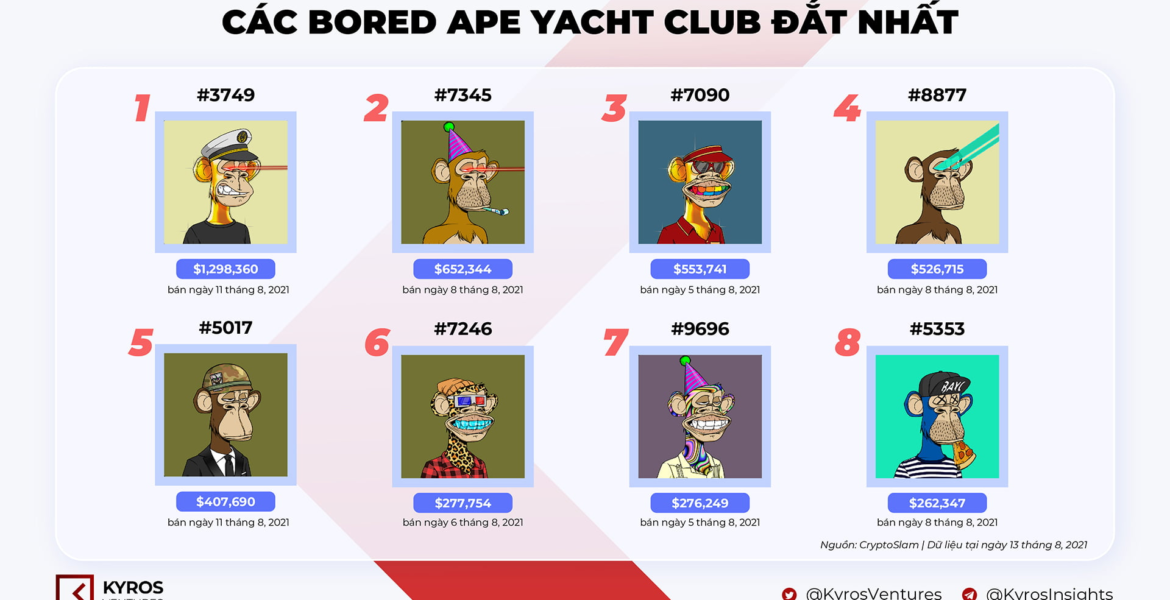 CÁC BORED APE YACHT CLUB ĐẮT NHẤT
1 #3749
2 #7345
3 #7090
4 #8877
$1,298,360
$652,344
$553,741
$526,715
bán ngày 11 tháng 8, 2021
bán ngày 8 tháng 8, 2021
bán ngày 5 tháng 8, 2021
bán ngày 8 tháng 8, 2021
5 #5017
6 #7246
7 #9696
8 #5353
BAYC
$407,690
$277,754
$276,249
$262,347
bán ngày 11 tháng 8, 2021
bán ngày 6 tháng 8, 2021
bán ngày 5 tháng 8, 2021
bán ngày 8 tháng 8, 2021
Nguồn: CryptoSlam | Dữ liệu tại ngày 13 tháng 8, 2021
KYROS
VENTURES
@KyrosVentures
@KyrosInsights